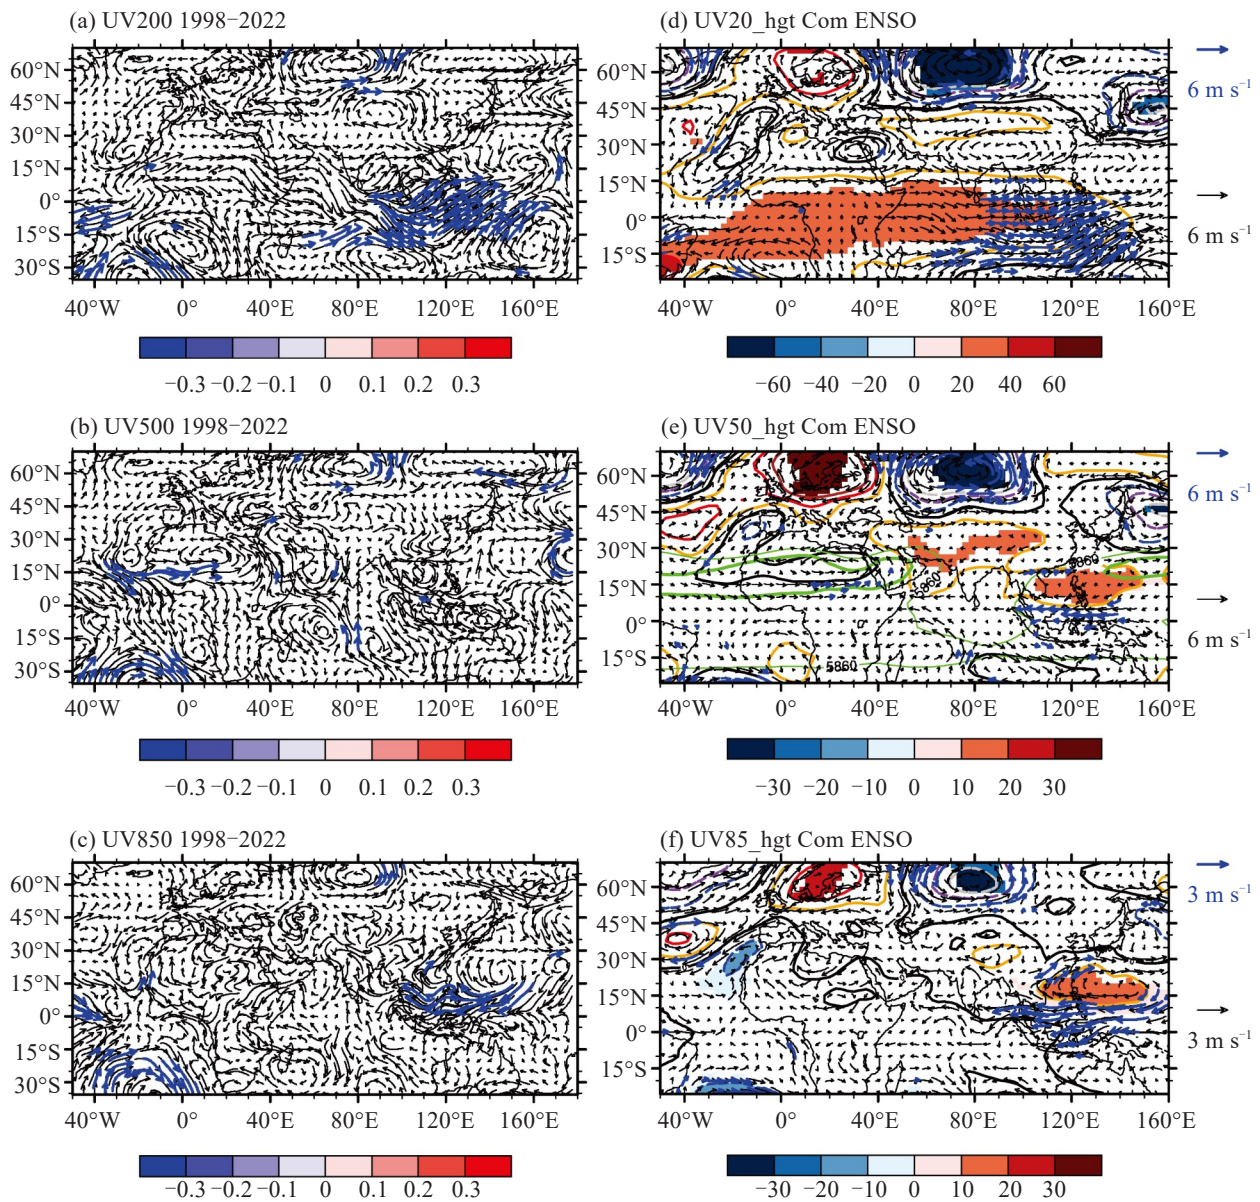 (a) UV200 1998−2022
60°N
45°N
30°N
15°N
0°
15°S
30°S
40°W 0° 40°E 80°E 120°E 160°E
−0.3 −0.2 −0.1 0 0.1 0.2 0.3
(d) UV20_hgt Com ENSO
60°N
45°N
30°N
15°N
0°
15°S
40°W 0° 40°E 80°E 120°E 160°E
6 m s⁻¹
6 m s⁻¹
−60 −40 −20 0 20 40 60
(b) UV500 1998−2022
60°N
45°N
30°N
15°N
0°
15°S
30°S
40°W 0° 40°E 80°E 120°E 160°E
−0.3 −0.2 −0.1 0 0.1 0.2 0.3
(e) UV50_hgt Com ENSO
60°N
45°N
30°N
15°N
0°
15°S
5860
5860
5860
40°W 0° 40°E 80°E 120°E 160°E
6 m s⁻¹
6 m s⁻¹
−30 −20 −10 0 10 20 30
(c) UV850 1998−2022
60°N
45°N
30°N
15°N
0°
15°S
30°S
40°W 0° 40°E 80°E 120°E 160°E
−0.3 −0.2 −0.1 0 0.1 0.2 0.3
(f) UV85_hgt Com ENSO
60°N
45°N
30°N
15°N
0°
15°S
40°W 0° 40°E 80°E 120°E 160°E
3 m s⁻¹
3 m s⁻¹
−30 −20 −10 0 10 20 30